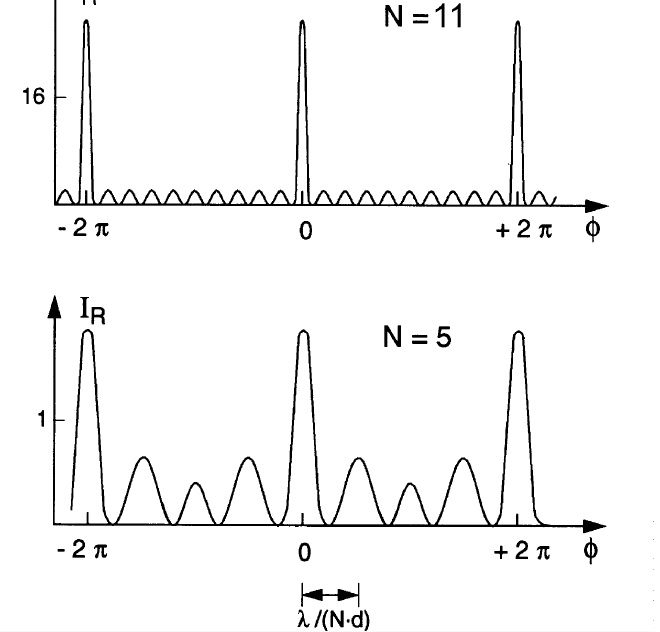 N = 11
16
- 2 π 0 + 2 π ϕ
I_R
N = 5
1
- 2 π 0 + 2 π ϕ
λ /(N·d)